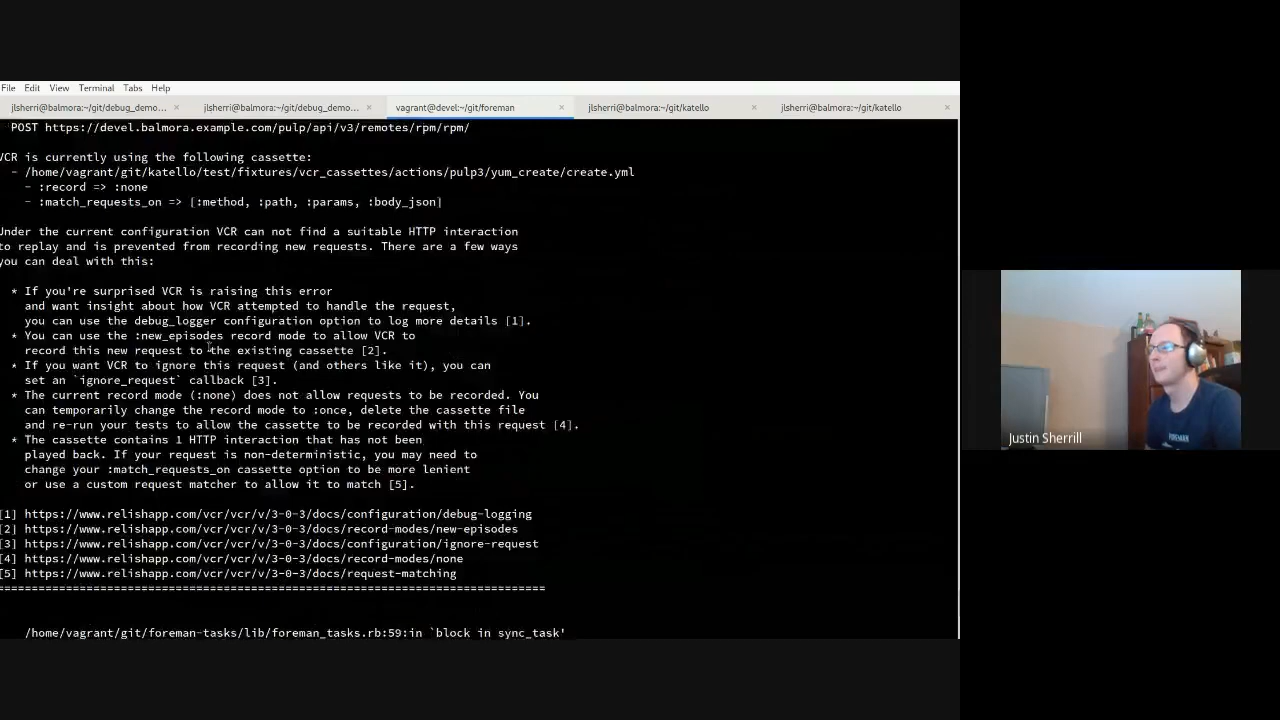 File Edit View Terminal Tabs Help
jlsherri@balmora:~/git/debug_demo... × jlsherri@balmora:~/git/debug_demo... × vagrant@devel:~/git/foreman × jlsherri@balmora:~/git/katello × jlsherri@balmora:~/git/katello ×
POST https://devel.balmora.example.com/pulp/api/v3/remotes/rpm/rpm/
VCR is currently using the following cassette:
- /home/vagrant/git/katello/test/fixtures/vcr_cassettes/actions/pulp3/yum_create/create.yml
- :record => :none
- :match_requests_on => [:method, :path, :params, :body_json]
Under the current configuration VCR can not find a suitable HTTP interaction
to replay and is prevented from recording new requests. There are a few ways
you can deal with this:
* If you're surprised VCR is raising this error
and want insight about how VCR attempted to handle the request,
you can use the debug_logger configuration option to log more details [1].
* You can use the :new_episodes record mode to allow VCR to
record this new request to the existing cassette [2].
* If you want VCR to ignore this request (and others like it), you can
set an `ignore_request` callback [3].
* The current record mode (:none) does not allow requests to be recorded. You
can temporarily change the record mode to :once, delete the cassette file
and re-run your tests to allow the cassette to be recorded with this request [4].
* The cassette contains 1 HTTP interaction that has not been
played back. If your request is non-deterministic, you may need to
change your :match_requests_on cassette option to be more lenient
or use a custom request matcher to allow it to match [5].
[1] https://www.relishapp.com/vcr/vcr/v/3-0-3/docs/configuration/debug-logging
[2] https://www.relishapp.com/vcr/vcr/v/3-0-3/docs/record-modes/new-episodes
[3] https://www.relishapp.com/vcr/vcr/v/3-0-3/docs/configuration/ignore-request
[4] https://www.relishapp.com/vcr/vcr/v/3-0-3/docs/record-modes/none
[5] https://www.relishapp.com/vcr/vcr/v/3-0-3/docs/request-matching
================================================================================
/home/vagrant/git/foreman-tasks/lib/foreman_tasks.rb:59:in `block in sync_task'
FOREMAN
Justin Sherrill